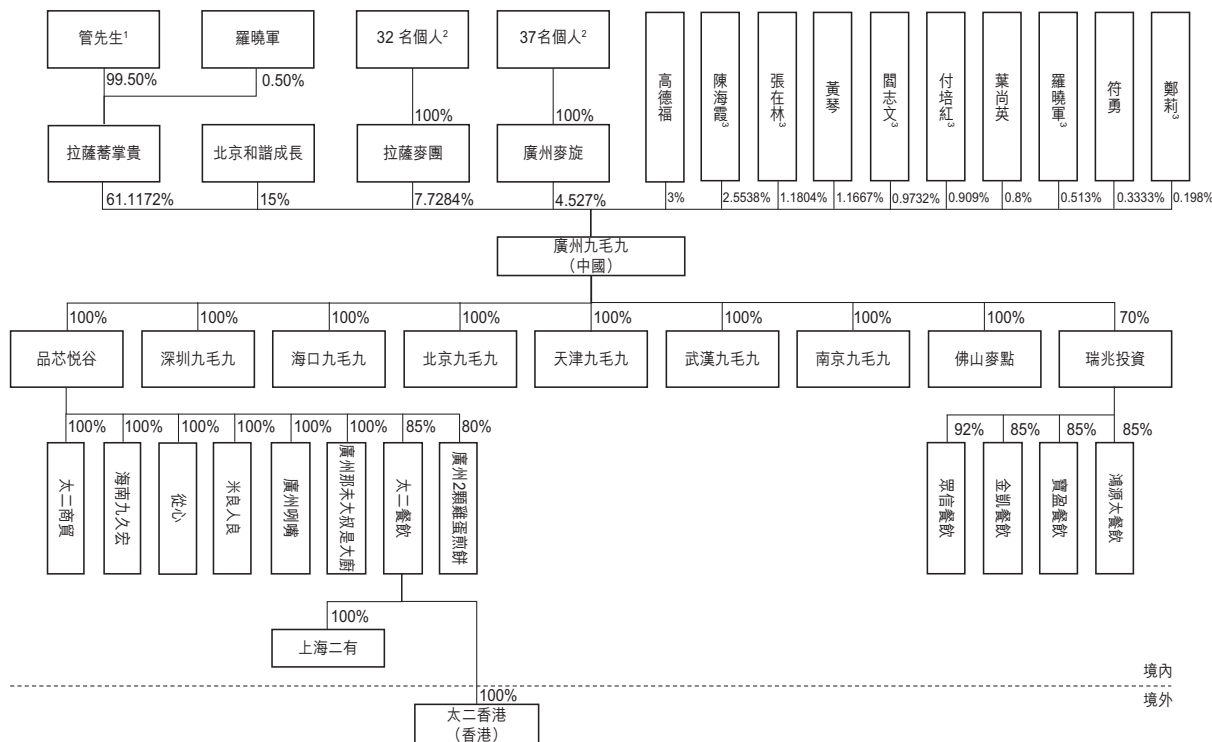 管先生¹
羅曉軍
32 名個人²
37名個人²
99.50%
0.50%
100%
100%
拉薩蕎掌貴
北京和諧成長
拉薩麥團
廣州麥旋
高德福
陳海霞³
張在林³
黃琴
閻志文³
付培紅³
葉尚英
羅曉軍³
符勇
鄭莉³
61.1172%
15%
7.7284%
4.527%
3%
2.5538%
1.1804%
1.1667%
0.9732%
0.909%
0.8%
0.513%
0.3333%
0.198%
廣州九毛九
（中國）
100%
100%
100%
100%
100%
100%
100%
100%
70%
品芯悦谷
深圳九毛九
海口九毛九
北京九毛九
天津九毛九
武漢九毛九
南京九毛九
佛山麥點
瑞兆投資
100%
100%
100%
100%
100%
100%
85%
80%
92%
85%
85%
85%
太二商貿
海南九久宏
從心
米良人良
廣州咧嘴
廣州那未大叔是大廚
太二餐飲
廣州2顆雞蛋煎餅
眾信餐飲
金凱餐飲
寶盈餐飲
鴻源太餐飲
100%
上海二有
境內
100%
境外
太二香港
（香港）